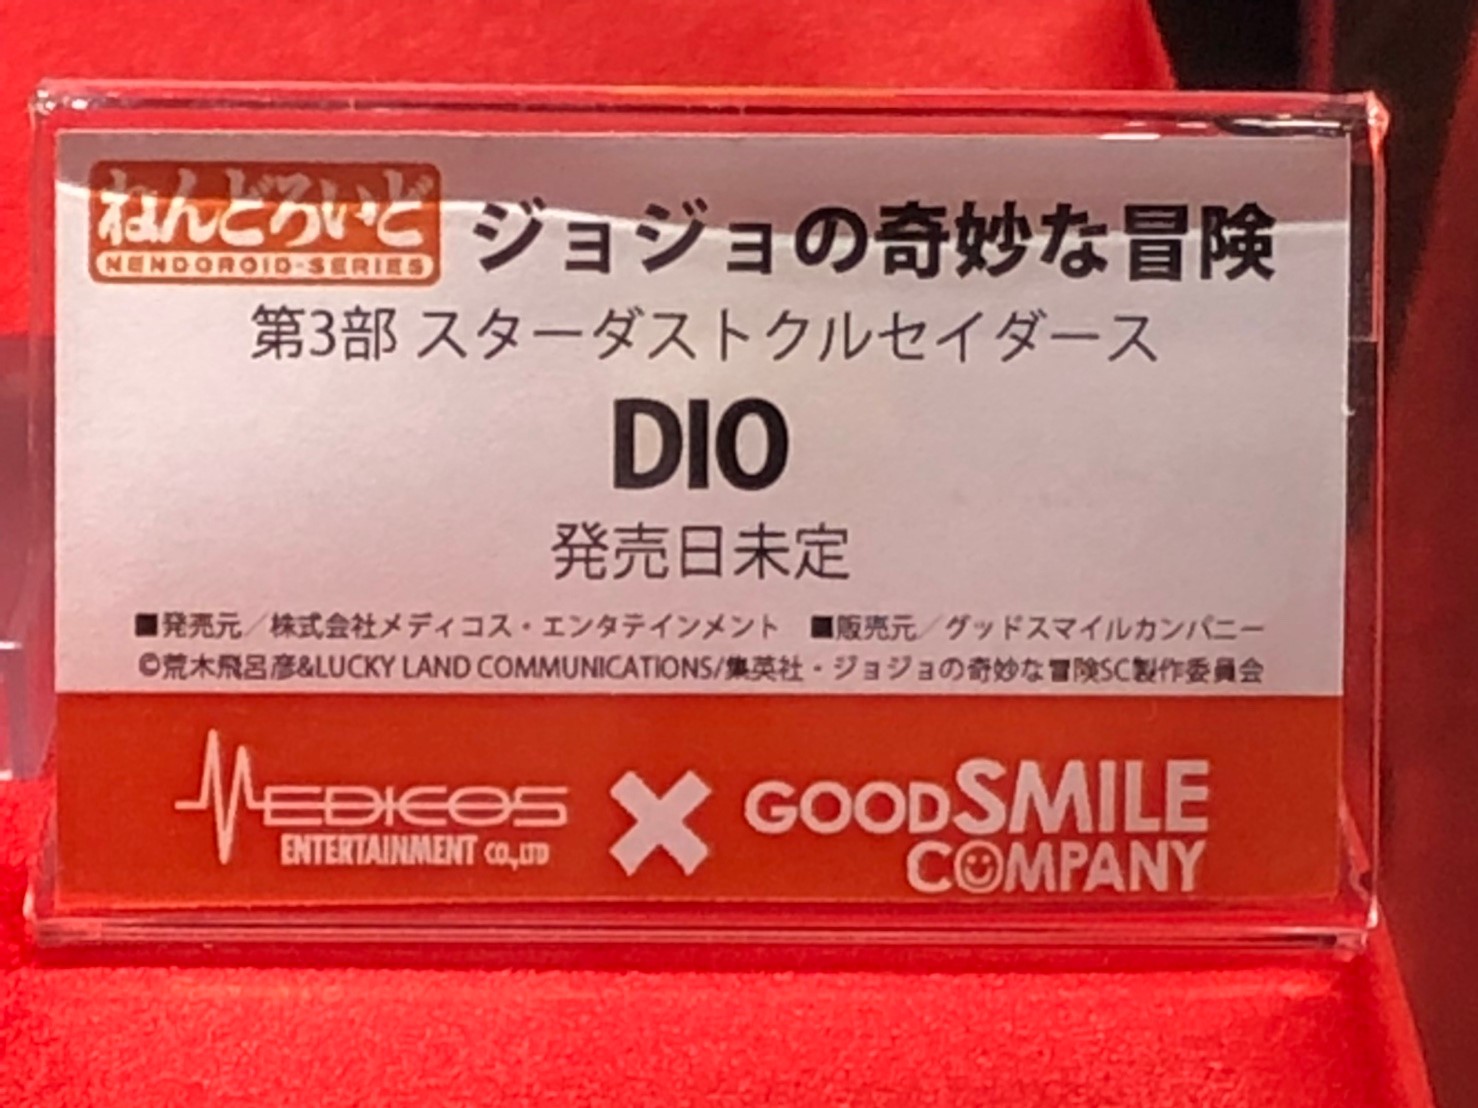 ねんどろいど
NENDOROID-SERIES
ジョジョの奇妙な冒険
第3部 スターダストクルセイダース
DIO
発売日未定
■発売元／株式会社メディコス・エンタテインメント ■販売元／グッドスマイルカンパニー
©荒木飛呂彦&LUCKY LAND COMMUNICATIONS/集英社・ジョジョの奇妙な冒険SC製作委員会
MEDICOS
ENTERTAINMENT CO.,LTD
×
GOOD SMILE
COMPANY